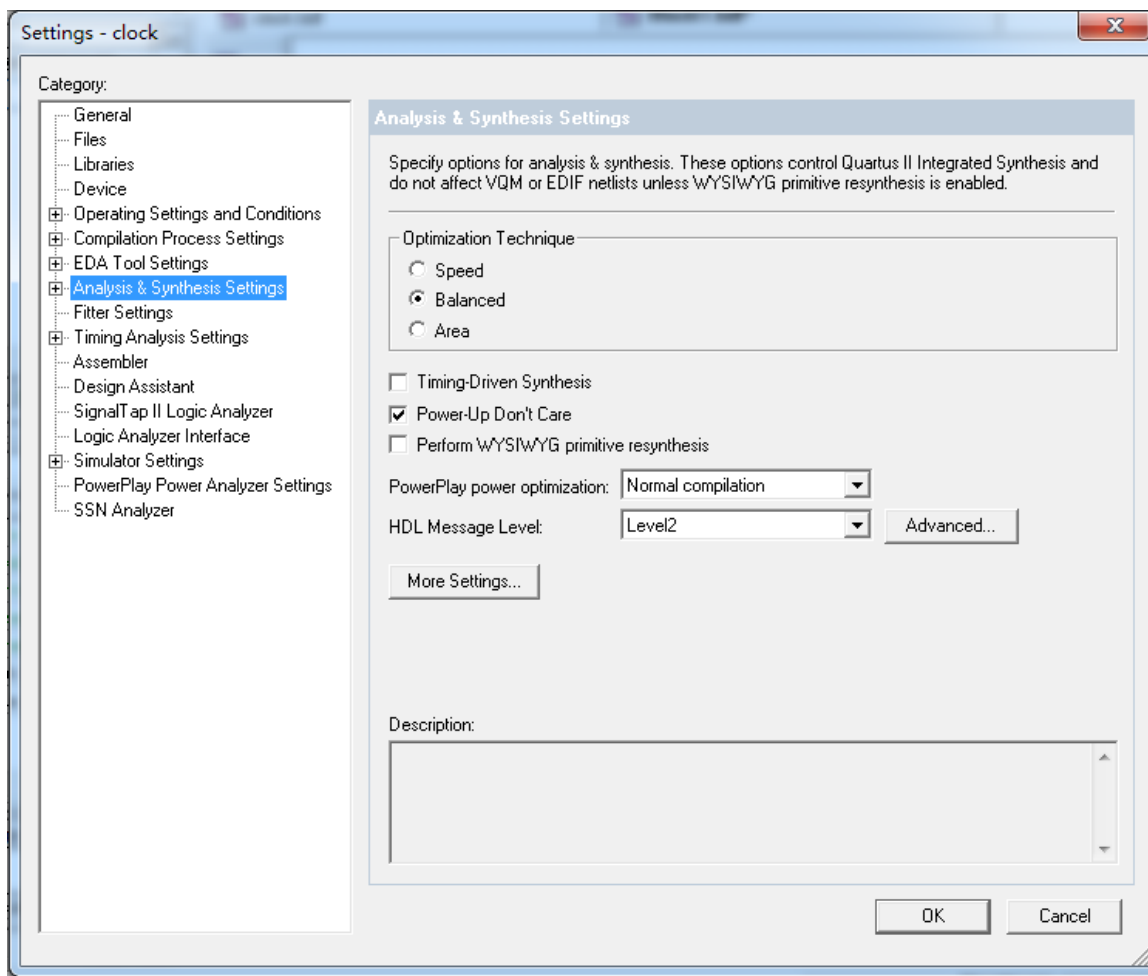 Settings - clock
Category:
General
Files
Libraries
Device
Operating Settings and Conditions
Compilation Process Settings
EDA Tool Settings
Analysis & Synthesis Settings
Fitter Settings
Timing Analysis Settings
Assembler
Design Assistant
SignalTap II Logic Analyzer
Logic Analyzer Interface
Simulator Settings
PowerPlay Power Analyzer Settings
SSN Analyzer
Analysis & Synthesis Settings
Specify options for analysis & synthesis. These options control Quartus II Integrated Synthesis and
do not affect VQM or EDIF netlists unless WYSIWYG primitive resynthesis is enabled.
Optimization Technique
Speed
Balanced
Area
Timing-Driven Synthesis
Power-Up Don't Care
Perform WYSIWYG primitive resynthesis
PowerPlay power optimization: Normal compilation
HDL Message Level: Level2 Advanced...
More Settings...
Description:
OK Cancel